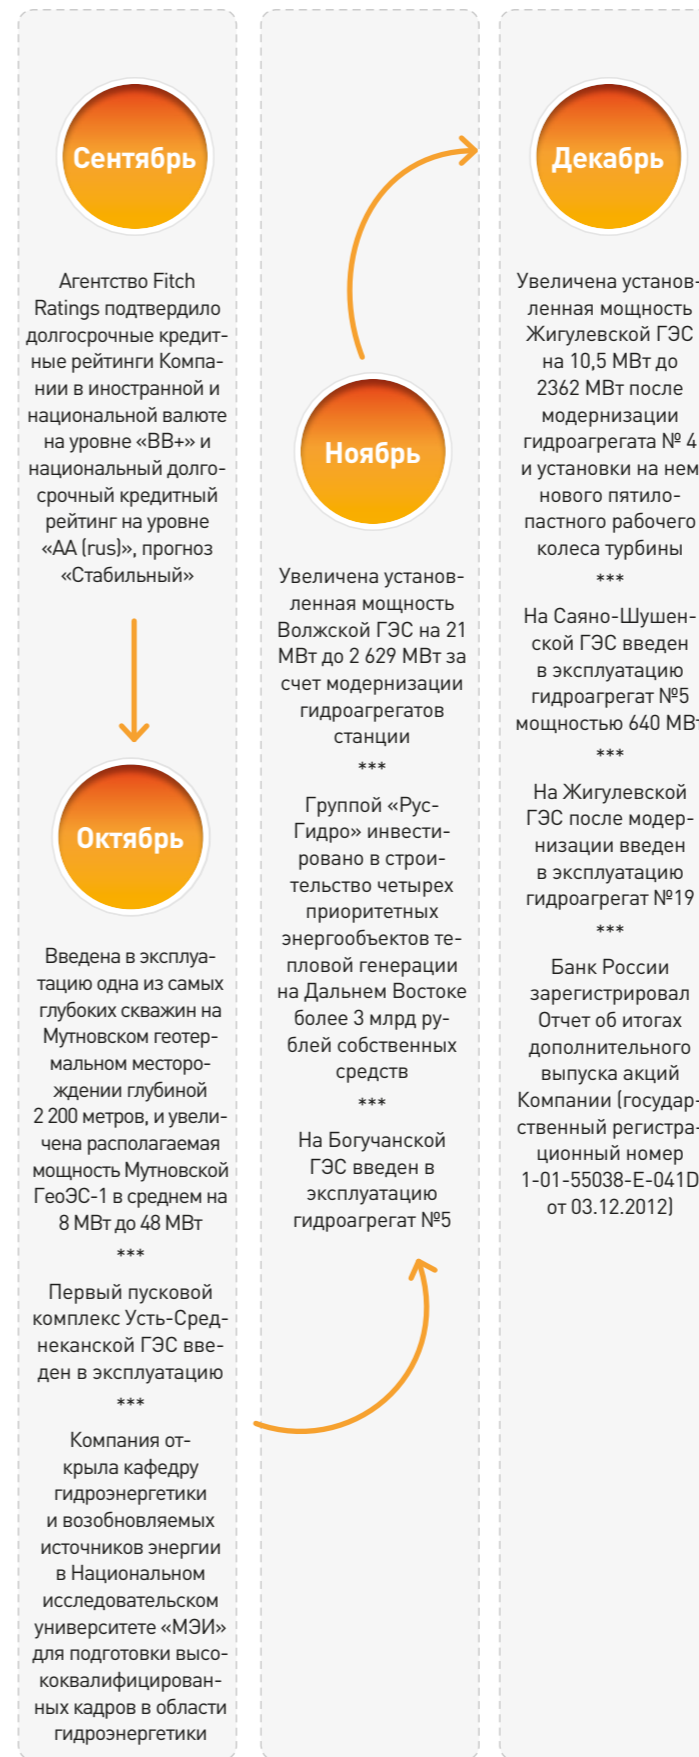 Сентябрь
Агентство Fitch
Ratings подтвердило
долгосрочные кредит-
ные рейтинги Компа-
нии в иностранной и
национальной валюте
на уровне «BB+» и
национальный долго-
срочный кредитный
рейтинг на уровне
«AA (rus)», прогноз
«Стабильный»
Октябрь
Введена в эксплуа-
тацию одна из самых
глубоких скважин на
Мутновском геотер-
мальном месторо-
ждении глубиной
2 200 метров, и увели-
чена располагаемая
мощность Мутновской
ГеоЭС-1 в среднем на
8 МВт до 48 МВт
***
Первый пусковой
комплекс Усть-Сред-
неканской ГЭС вве-
ден в эксплуатацию
***
Компания от-
крыла кафедру
гидроэнергетики
и возобновляемых
источников энергии
в Национальном
исследовательском
университете «МЭИ»
для подготовки высо-
коквалифицирован-
ных кадров в области
гидроэнергетики
Ноябрь
Увеличена установ-
ленная мощность
Волжской ГЭС на 21
МВт до 2 629 МВт за
счет модернизации
гидроагрегатов
станции
***
Группой «Рус-
Гидро» инвести-
ровано в строи-
тельство четырех
приоритетных
энергообъектов те-
пловой генерации
на Дальнем Востоке
более 3 млрд ру-
блей собственных
средств
***
На Богучанской
ГЭС введен в
эксплуатацию
гидроагрегат №5
Декабрь
Увеличена установ-
ленная мощность
Жигулевской ГЭС
на 10,5 МВт до
2362 МВт после
модернизации
гидроагрегата № 4
и установки на нем
нового пятило-
пастного рабочего
колеса турбины
***
На Саяно-Шушен-
ской ГЭС введен
в эксплуатацию
гидроагрегат №5
мощностью 640 МВт
***
На Жигулевской
ГЭС после модер-
низации введен
в эксплуатацию
гидроагрегат №19
***
Банк России
зарегистрировал
Отчет об итогах
дополнительного
выпуска акций
Компании (государ-
ственный регистра-
ционный номер
1-01-55038-E-041D
от 03.12.2012)